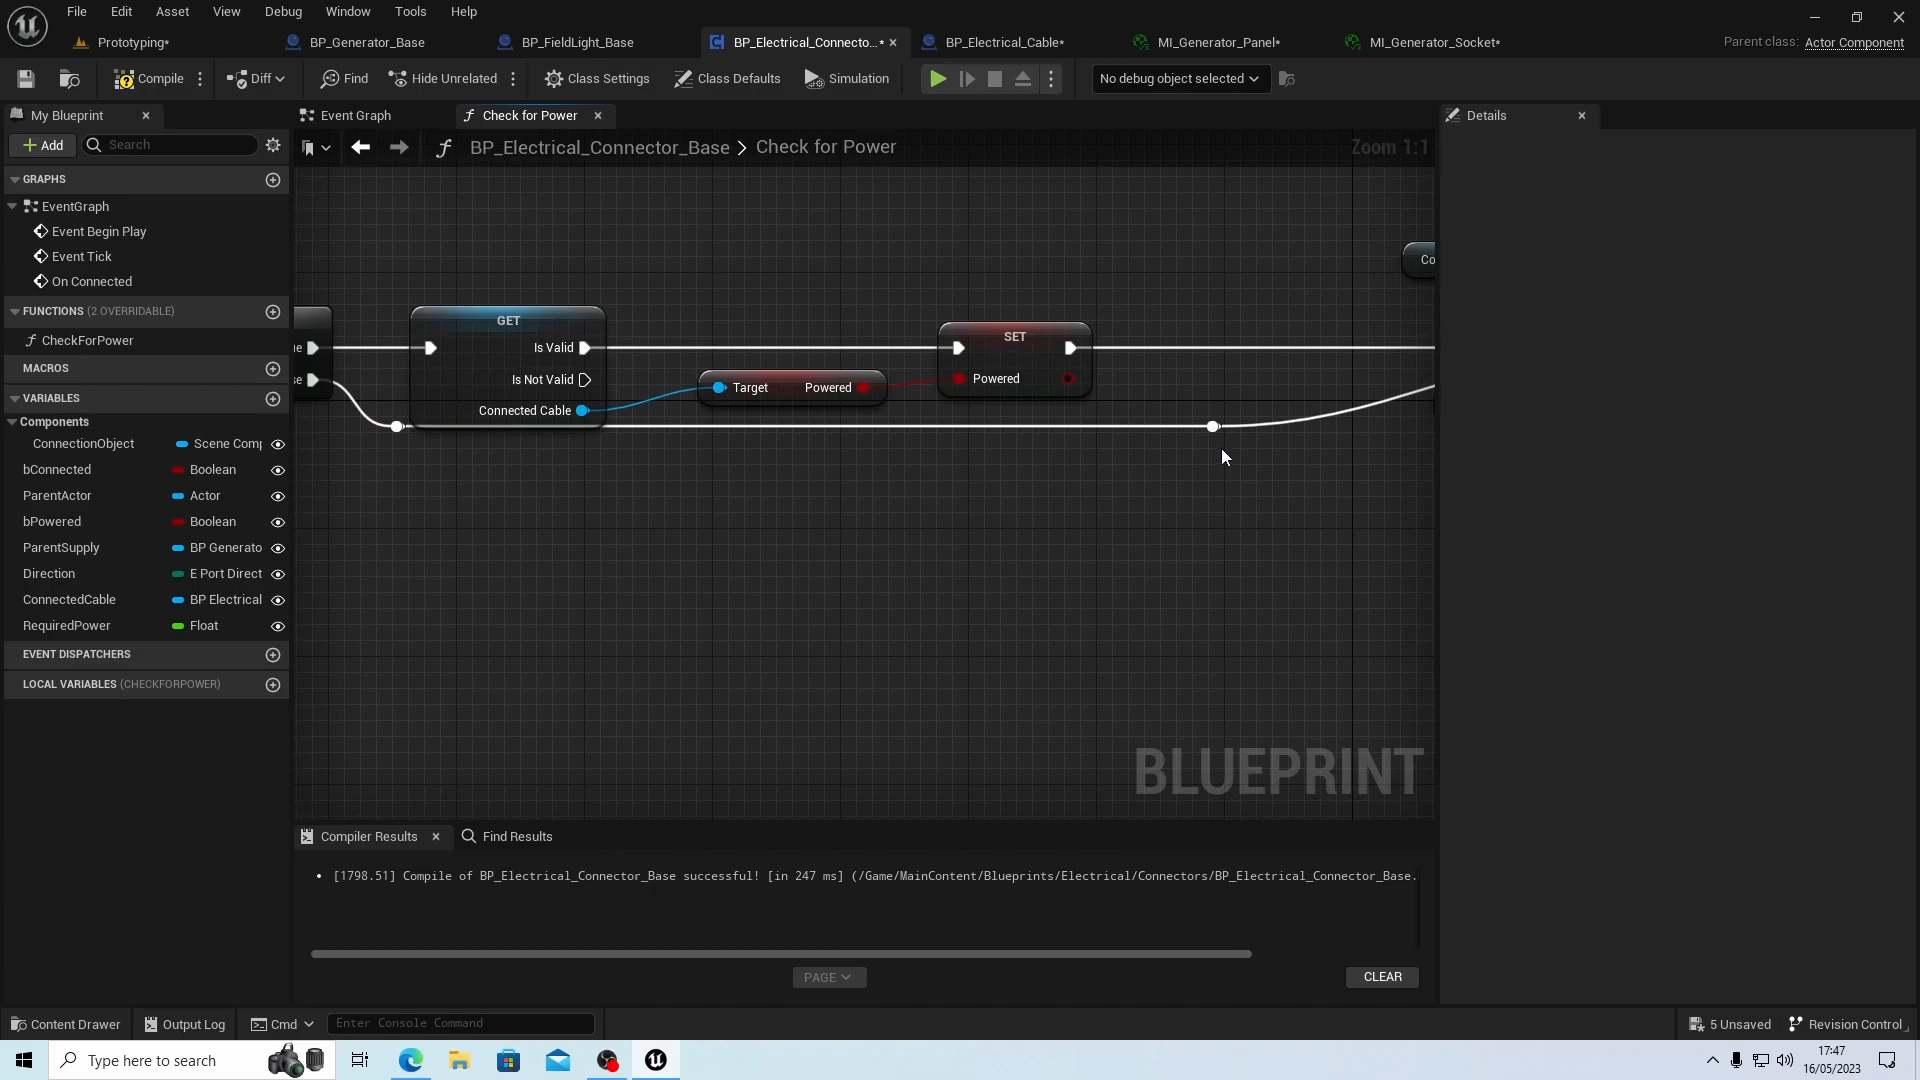 File Edit Asset View Debug Window Tools Help
Prototyping* BP_Generator_Base BP_FieldLight_Base BP_Electrical_Connecto...* BP_Electrical_Cable* MI_Generator_Panel* MI_Generator_Socket* Parent class: Actor Component
Compile Diff Find Hide Unrelated Class Settings Class Defaults Simulation No debug object selected
My Blueprint Event Graph Check for Power Details
Add Search BP_Electrical_Connector_Base > Check for Power Zoom 1:1
GRAPHS
EventGraph
Event Begin Play
Event Tick
On Connected
FUNCTIONS (2 OVERRIDABLE)
CheckForPower
MACROS
VARIABLES
Components
ConnectionObject Scene Comp
bConnected Boolean
ParentActor Actor
bPowered Boolean
ParentSupply BP Generato
Direction E Port Direct
ConnectedCable BP Electrical
RequiredPower Float
EVENT DISPATCHERS
LOCAL VARIABLES (CHECKFORPOWER)
Co
GET
Is Valid
Is Not Valid
Connected Cable
Target Powered
SET
Powered
BLUEPRINT
Compiler Results Find Results
• [1798.51] Compile of BP_Electrical_Connector_Base successful! [in 247 ms] (/Game/MainContent/Blueprints/Electrical/Connectors/BP_Electrical_Connector_Base.
PAGE CLEAR
Content Drawer Output Log Cmd Enter Console Command 5 Unsaved Revision Control
Type here to search 17:47
16/05/2023